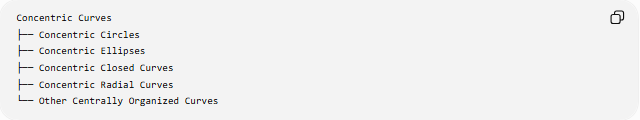 Concentric Curves
├── Concentric Circles
├── Concentric Ellipses
├── Concentric Closed Curves
├── Concentric Radial Curves
└── Other Centrally Organized Curves